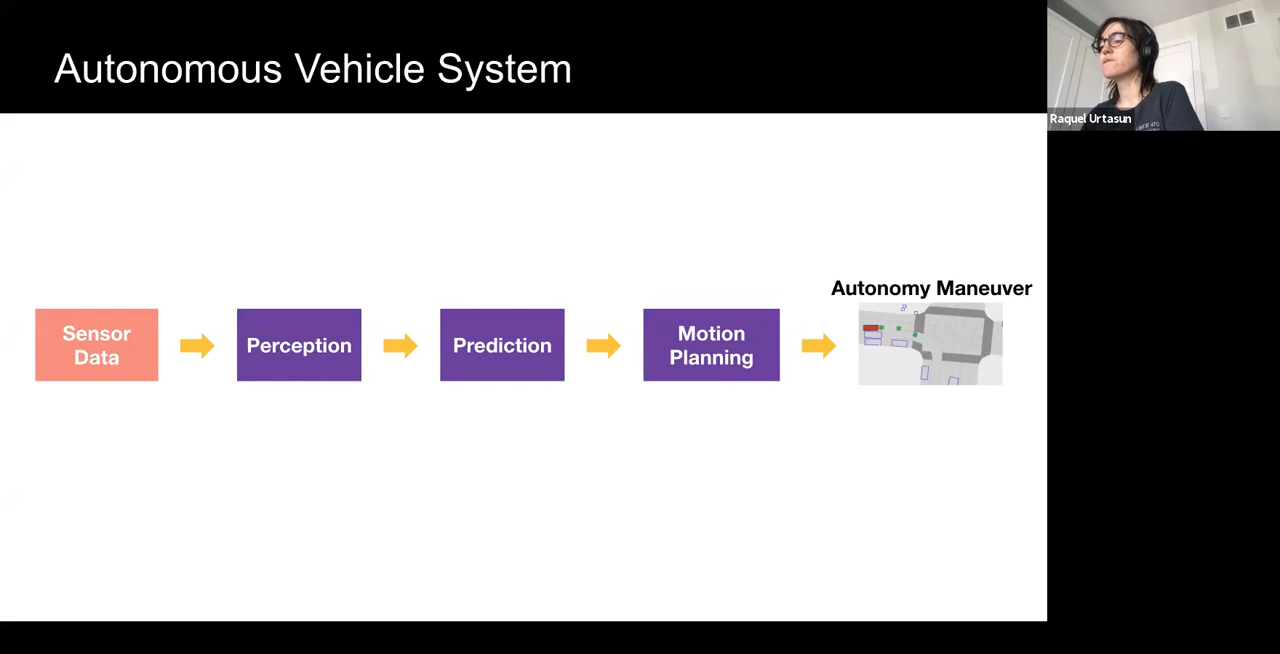 Autonomous Vehicle System
Raquel Urtasun
Autonomy Maneuver
Sensor
Data
Perception
Prediction
Motion
Planning